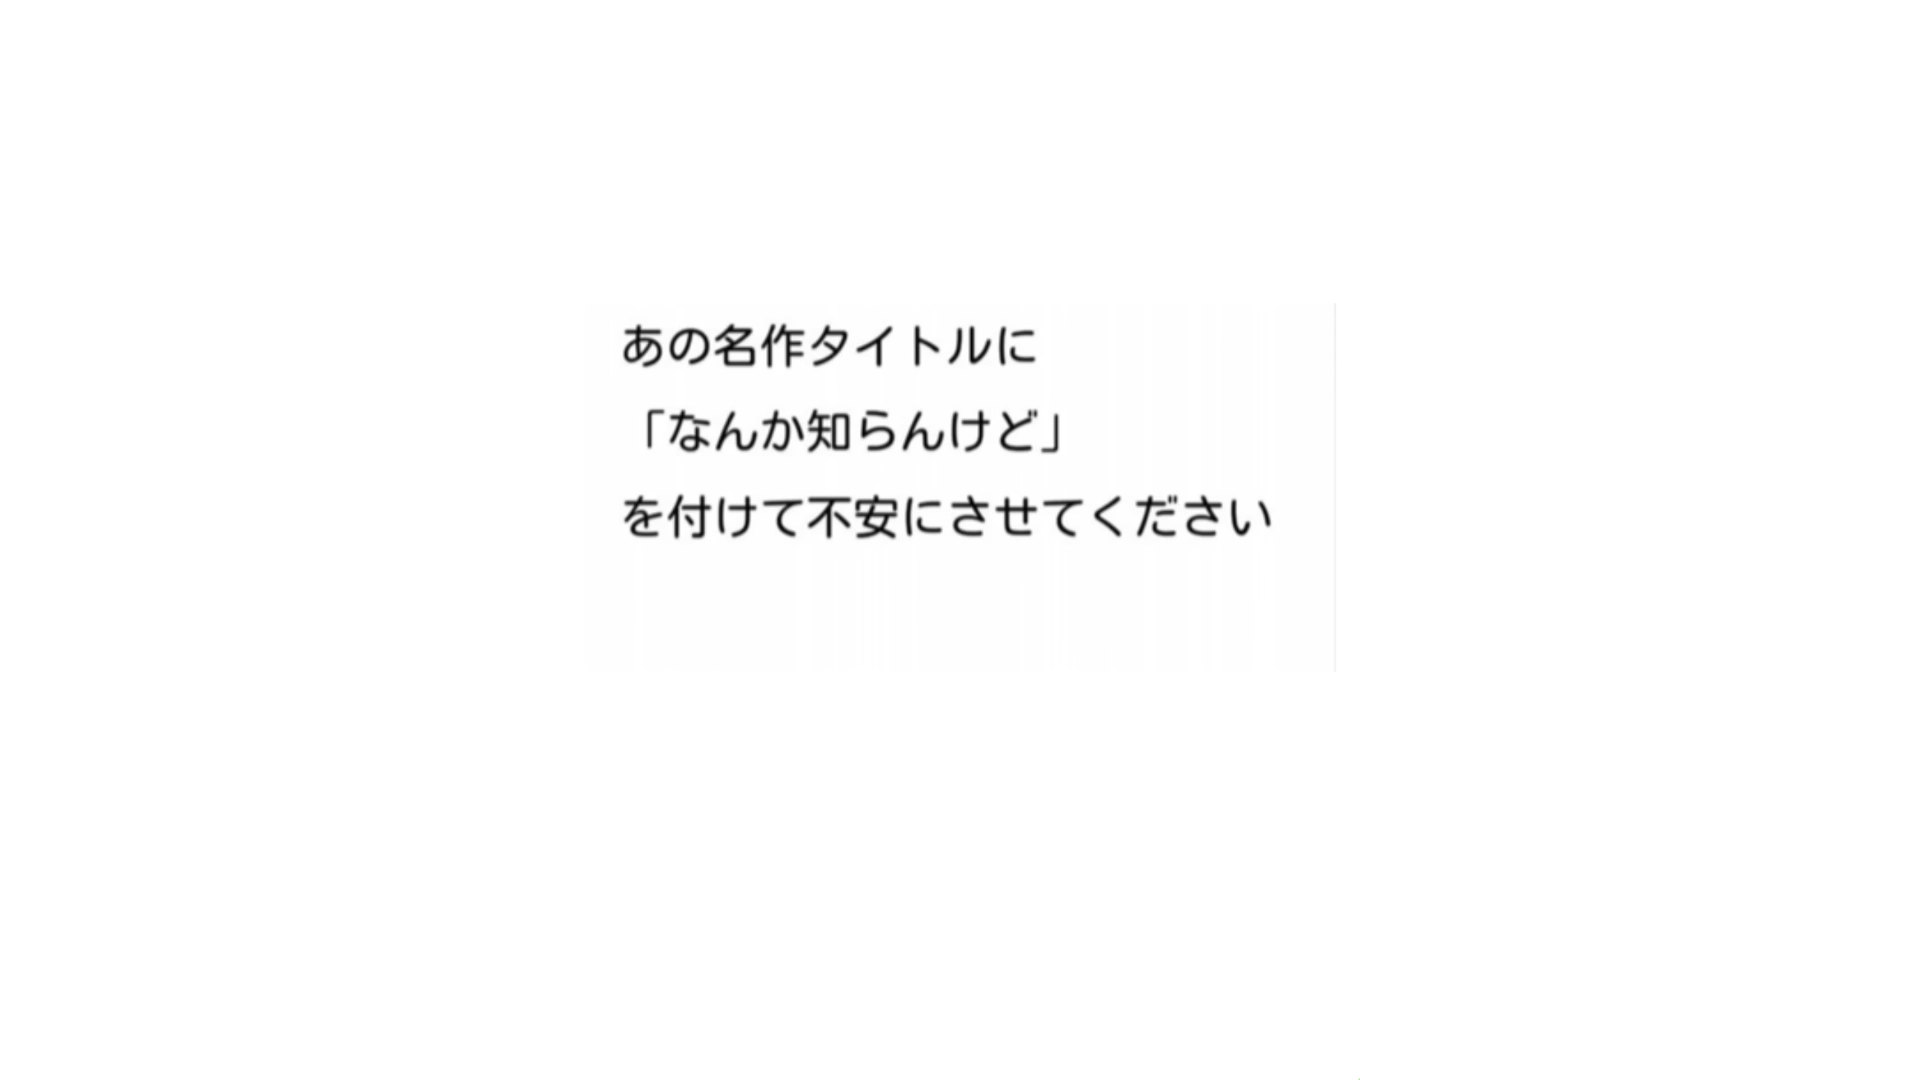 あの名作タイトルに
「なんか知らんけど」
を付けて不安にさせてください